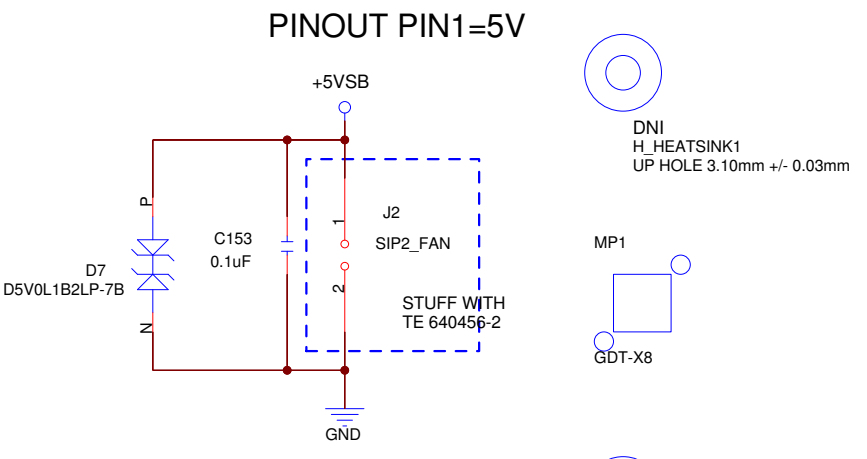 PINOUT PIN1=5V
+5VSB
DNI
H_HEATSINK1
UP HOLE 3.10mm +/- 0.03mm
P
1
J2
C153
SIP2_FAN
MP1
0.1uF
D7
D5V0L1B2LP-7B
2
STUFF WITH
TE 640456-2
N
GDT-X8
GND